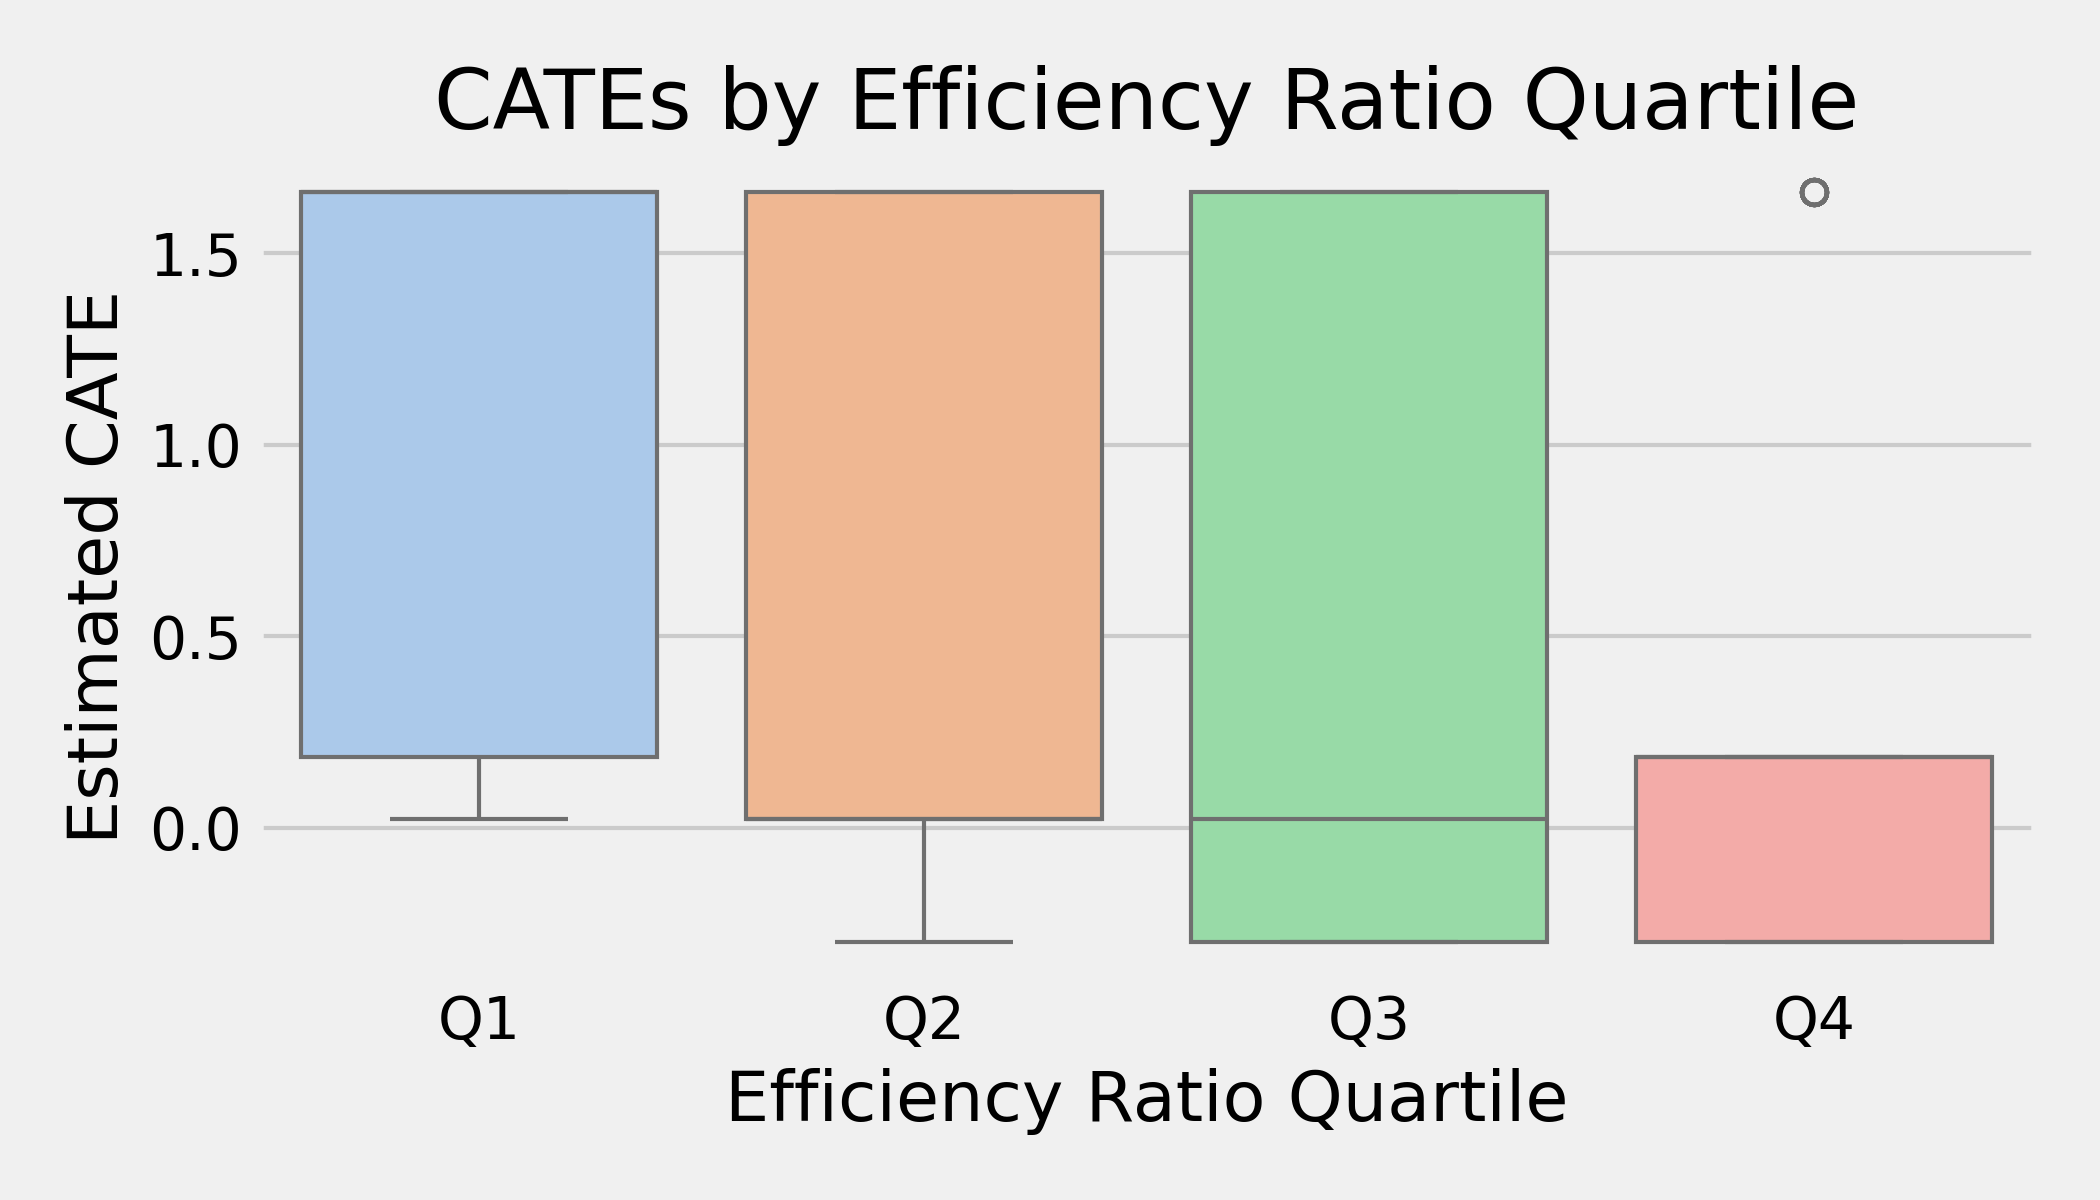 CATEs by Efficiency Ratio Quartile
Estimated CATE
1.5
1.0
0.5
0.0
Q1 Q2 Q3 Q4
Efficiency Ratio Quartile